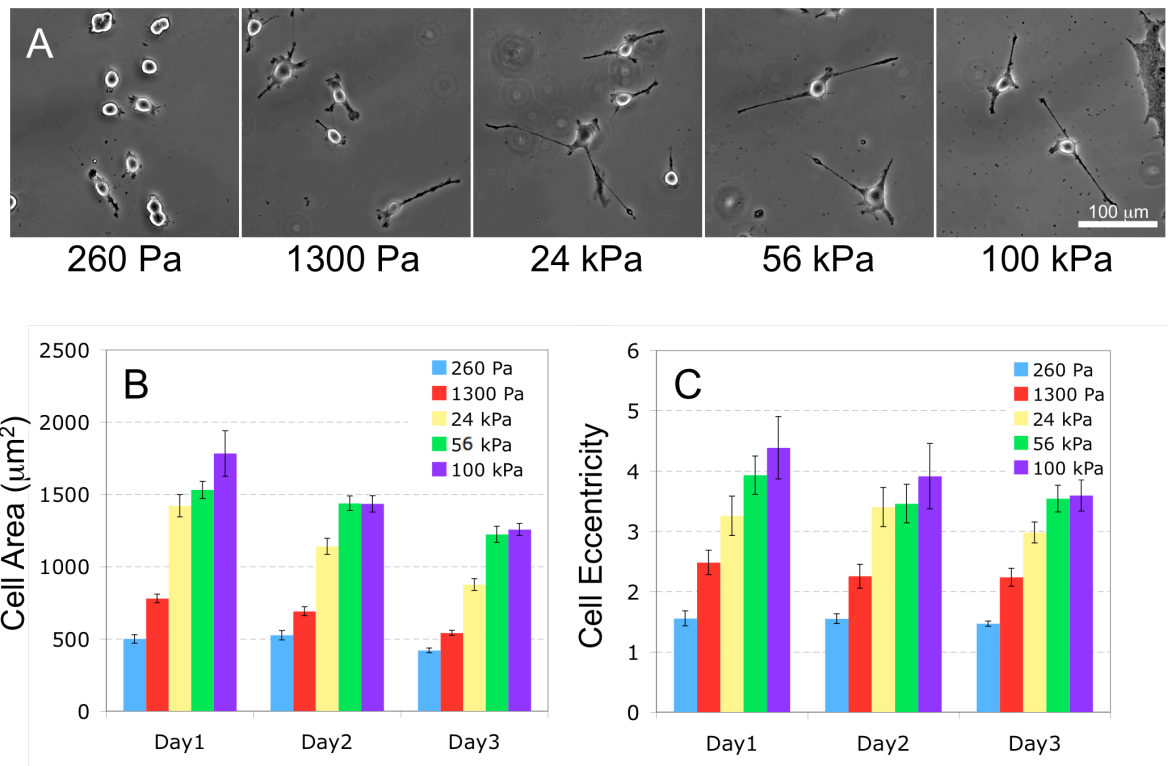 A
100 μm
260 Pa
1300 Pa
24 kPa
56 kPa
100 kPa
B
Cell Area (μm²)
2500
2000
1500
1000
500
0
Day1
Day2
Day3
260 Pa
1300 Pa
24 kPa
56 kPa
100 kPa
C
Cell Eccentricity
6
5
4
3
2
1
0
Day1
Day2
Day3
260 Pa
1300 Pa
24 kPa
56 kPa
100 kPa